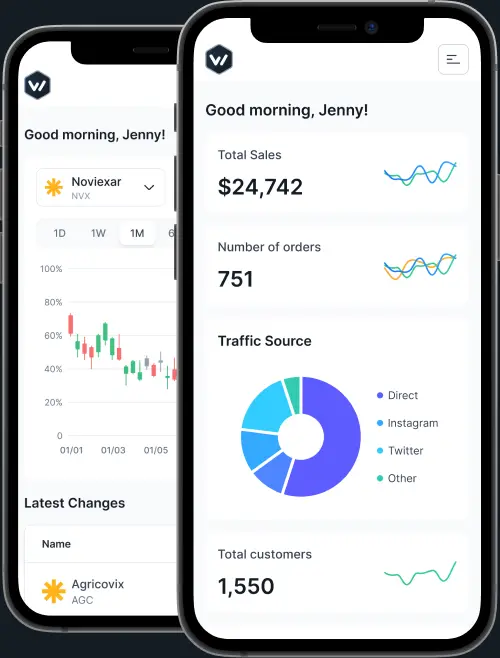 Good morning, Jenny!
Noviexar
NVX
1D 1W 1M 6
100%
80%
60%
40%
20%
0
01/01 01/03 01/05
Latest Changes
Name
Agricovix
AGC
Good morning, Jenny!
Total Sales
$24,742
Number of orders
751
Traffic Source
Direct
Instagram
Twitter
Other
Total customers
1,550